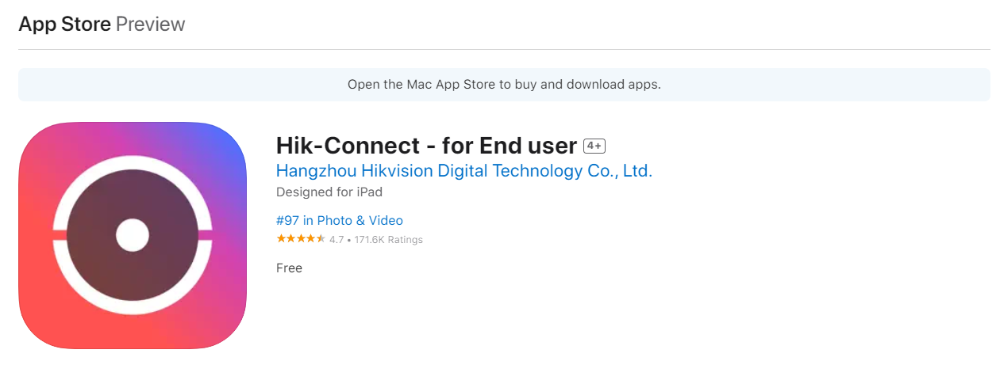 App Store Preview
Open the Mac App Store to buy and download apps.
Hik-Connect - for End user 4+
Hangzhou Hikvision Digital Technology Co., Ltd.
Designed for iPad
#97 in Photo & Video
4.7 • 171.6K Ratings
Free